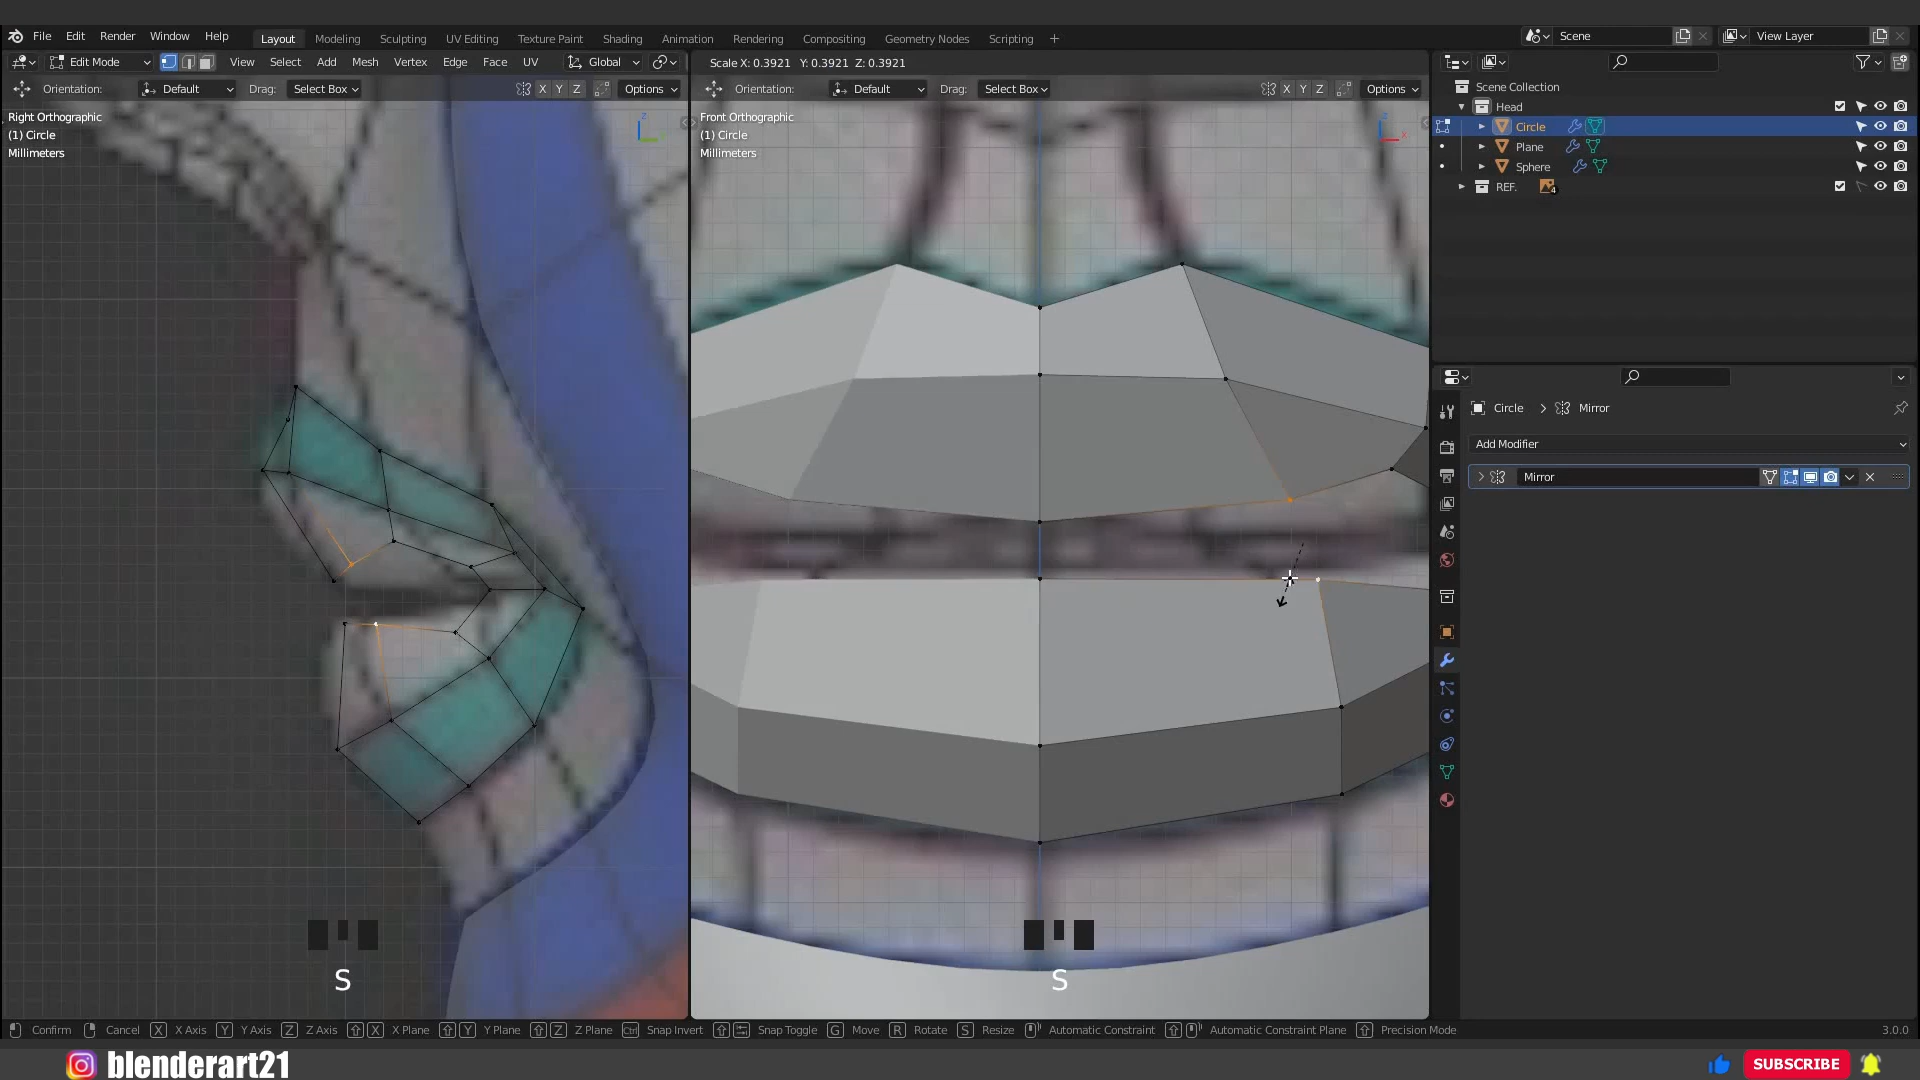 File Edit Render Window Help Layout Modeling Sculpting UV Editing Texture Paint Shading Animation Rendering Compositing Geometry Nodes Scripting + Scene View Layer
Edit Mode View Select Add Mesh Vertex Edge Face UV Global Scale X: 0.3921 Y: 0.3921 Z: 0.3921
Orientation: Default Drag: Select Box X Y Z Options Orientation: Default Drag: Select Box X Y Z Options
Scene Collection
Head
Circle
Plane
Sphere
REF. 4
Right Orthographic
(1) Circle
Millimeters
Front Orthographic
(1) Circle
Millimeters
Circle > Mirror
Add Modifier
Mirror
S
S
Confirm Cancel X X Axis Y Y Axis Z Z Axis X X Plane Y Y Plane Z Z Plane Ctrl Snap Invert Snap Toggle G Move R Rotate S Resize Automatic Constraint Automatic Constraint Plane Precision Mode 3.0.0
blenderart21
SUBSCRIBE